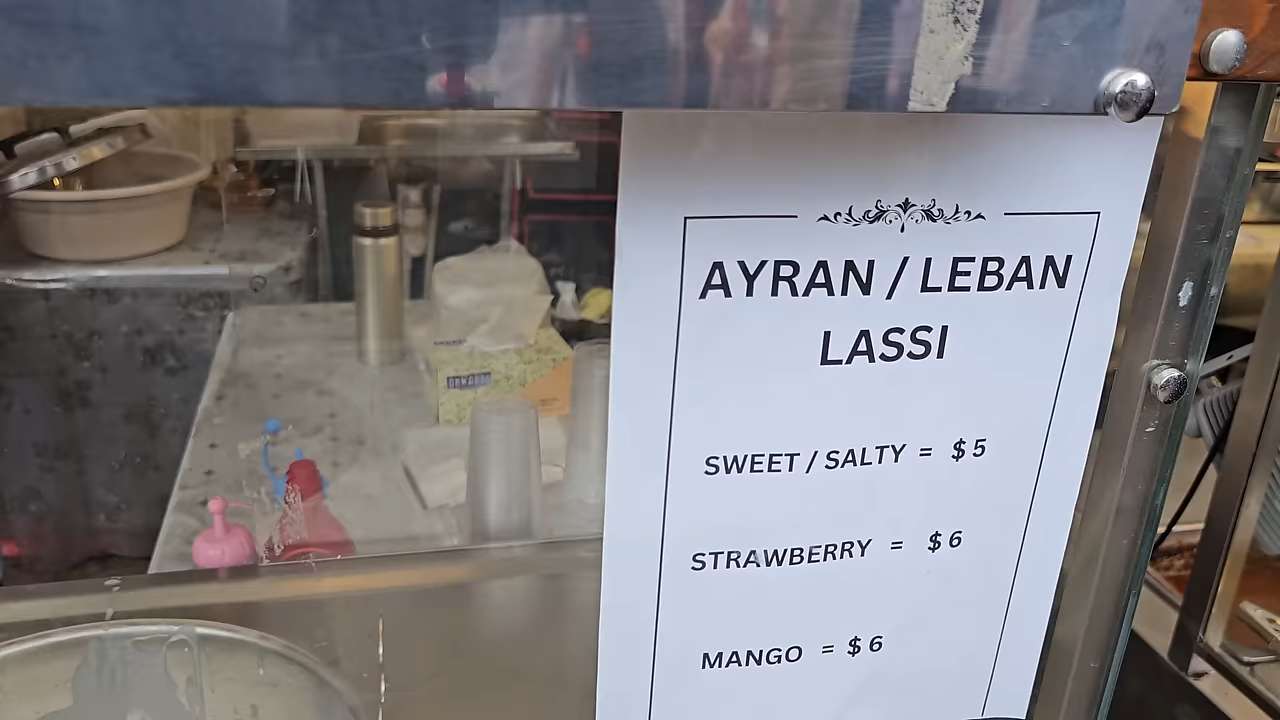 AYRAN / LEBAN
LASSI
SWEET / SALTY = $5
STRAWBERRY = $6
MANGO = $6